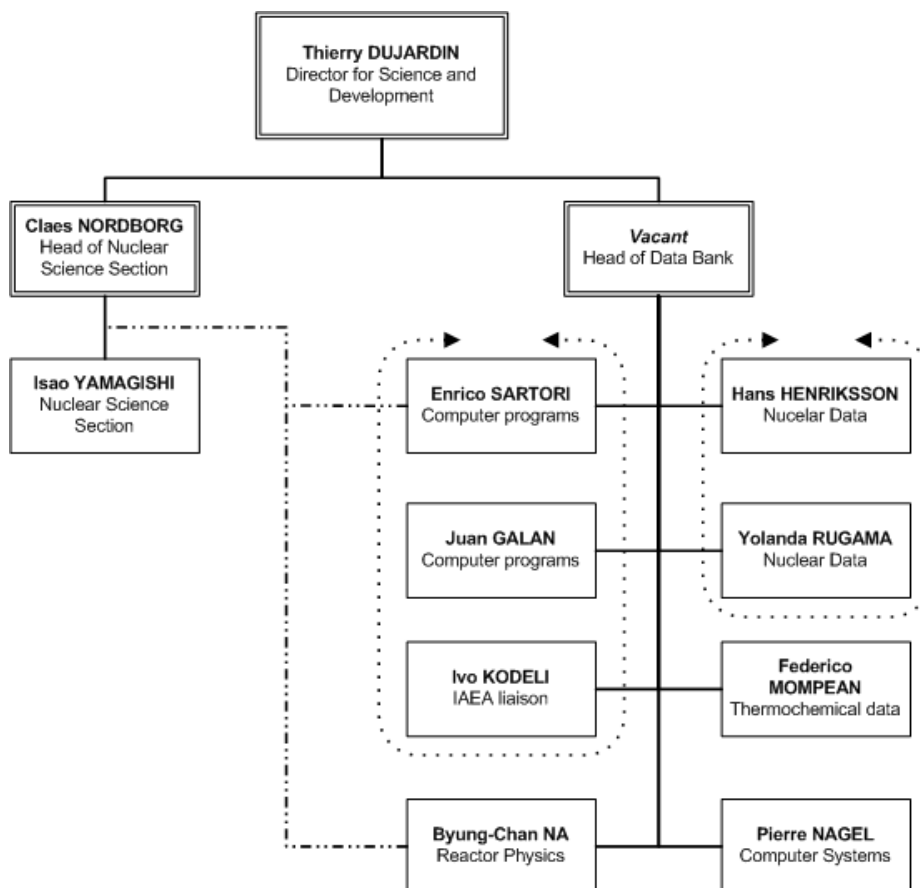 Thierry DUJARDIN
Director for Science and
Development
Claes NORDBORG
Head of Nuclear
Science Section
Vacant
Head of Data Bank
Isao YAMAGISHI
Nuclear Science
Section
Enrico SARTORI
Computer programs
Hans HENRIKSSON
Nucelar Data
Juan GALAN
Computer programs
Yolanda RUGAMA
Nuclear Data
Ivo KODELI
IAEA liaison
Federico
MOMPEAN
Thermochemical data
Byung-Chan NA
Reactor Physics
Pierre NAGEL
Computer Systems